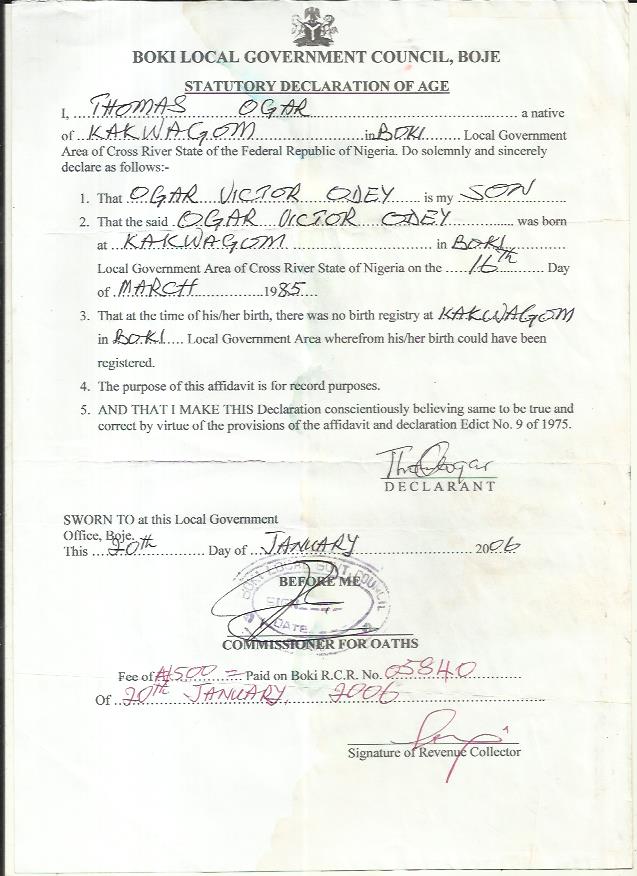 BOKI LOCAL GOVERNMENT COUNCIL, BOJE
STATUTORY DECLARATION OF AGE
I, THOMAS OGAR a native
of KAKWAGOM in BOKI Local Government
Area of Cross River State of the Federal Republic of Nigeria. Do solemnly and sincerely
declare as follows:-
1. That OGAR VICTOR ODEY is my SON
2. That the said OGAR VICTOR ODEY was born
at KAKWAGOM in BOKI
Local Government Area of Cross River State of Nigeria on the 16th Day
of MARCH 1985
3. That at the time of his/her birth, there was no birth registry at KAKWAGOM
in BOKI Local Government Area wherefrom his/her birth could have been
registered.
4. The purpose of this affidavit is for record purposes.
5. AND THAT I MAKE THIS Declaration conscientiously believing same to be true and
correct by virtue of the provisions of the affidavit and declaration Edict No. 9 of 1975.
DECLARANT
SWORN TO at this Local Government
Office, Boje.
This 20th Day of JANUARY 2006
BOKI LOCAL GOVT. COUNCIL
BEFORE ME
SIGN
DATE
COMMISSIONER FOR OATHS
Fee of ₦500 = Paid on Boki R.C.R. No. 05840
Of 20TH JANUARY, 2006
Signature of Revenue Collector